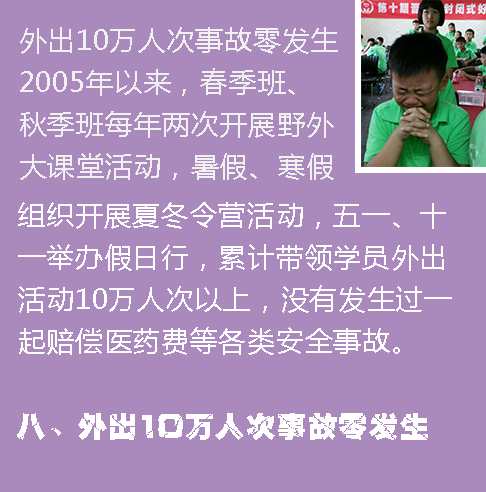 第十期
封闭式好
外出10万人次事故零发生
2005年以来，春季班、
秋季班每年两次开展野外
大课堂活动，暑假、寒假
组织开展夏冬令营活动，五一、十
一举办假日行，累计带领学员外出
活动10万人次以上，没有发生过一
起赔偿医药费等各类安全事故。
八、外出10万人次事故零发生